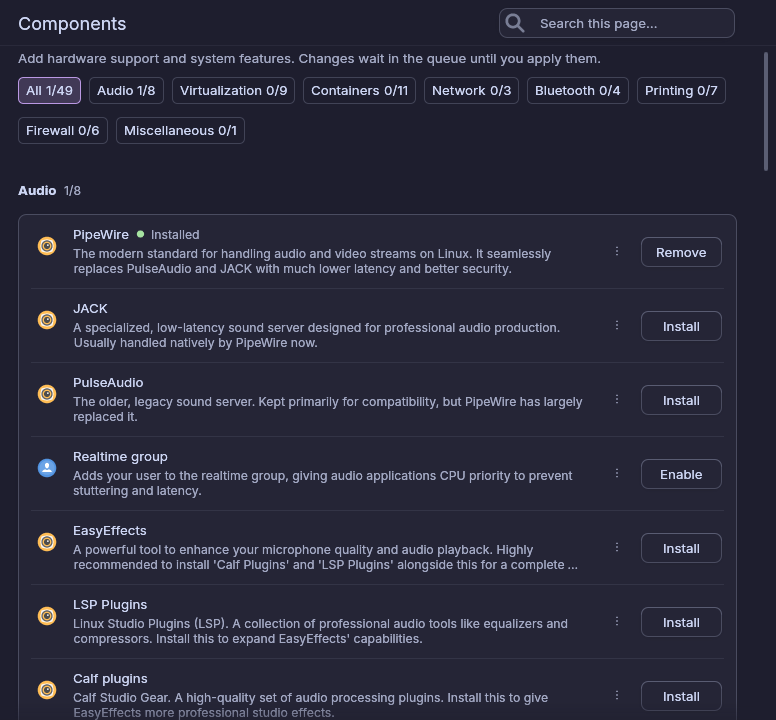 Components
Search this page...
Add hardware support and system features. Changes wait in the queue until you apply them.
All 1/49
Audio 1/8
Virtualization 0/9
Containers 0/11
Network 0/3
Bluetooth 0/4
Printing 0/7
Firewall 0/6
Miscellaneous 0/1
Audio 1/8
PipeWire Installed
The modern standard for handling audio and video streams on Linux. It seamlessly
replaces PulseAudio and JACK with much lower latency and better security.
Remove
JACK
A specialized, low-latency sound server designed for professional audio production.
Usually handled natively by PipeWire now.
Install
PulseAudio
The older, legacy sound server. Kept primarily for compatibility, but PipeWire has largely
replaced it.
Install
Realtime group
Adds your user to the realtime group, giving audio applications CPU priority to prevent
stuttering and latency.
Enable
EasyEffects
A powerful tool to enhance your microphone quality and audio playback. Highly
recommended to install 'Calf Plugins' and 'LSP Plugins' alongside this for a complete ...
Install
LSP Plugins
Linux Studio Plugins (LSP). A collection of professional audio tools like equalizers and
compressors. Install this to expand EasyEffects' capabilities.
Install
Calf plugins
Calf Studio Gear. A high-quality set of audio processing plugins. Install this to give
EasyEffects more professional studio effects.
Install